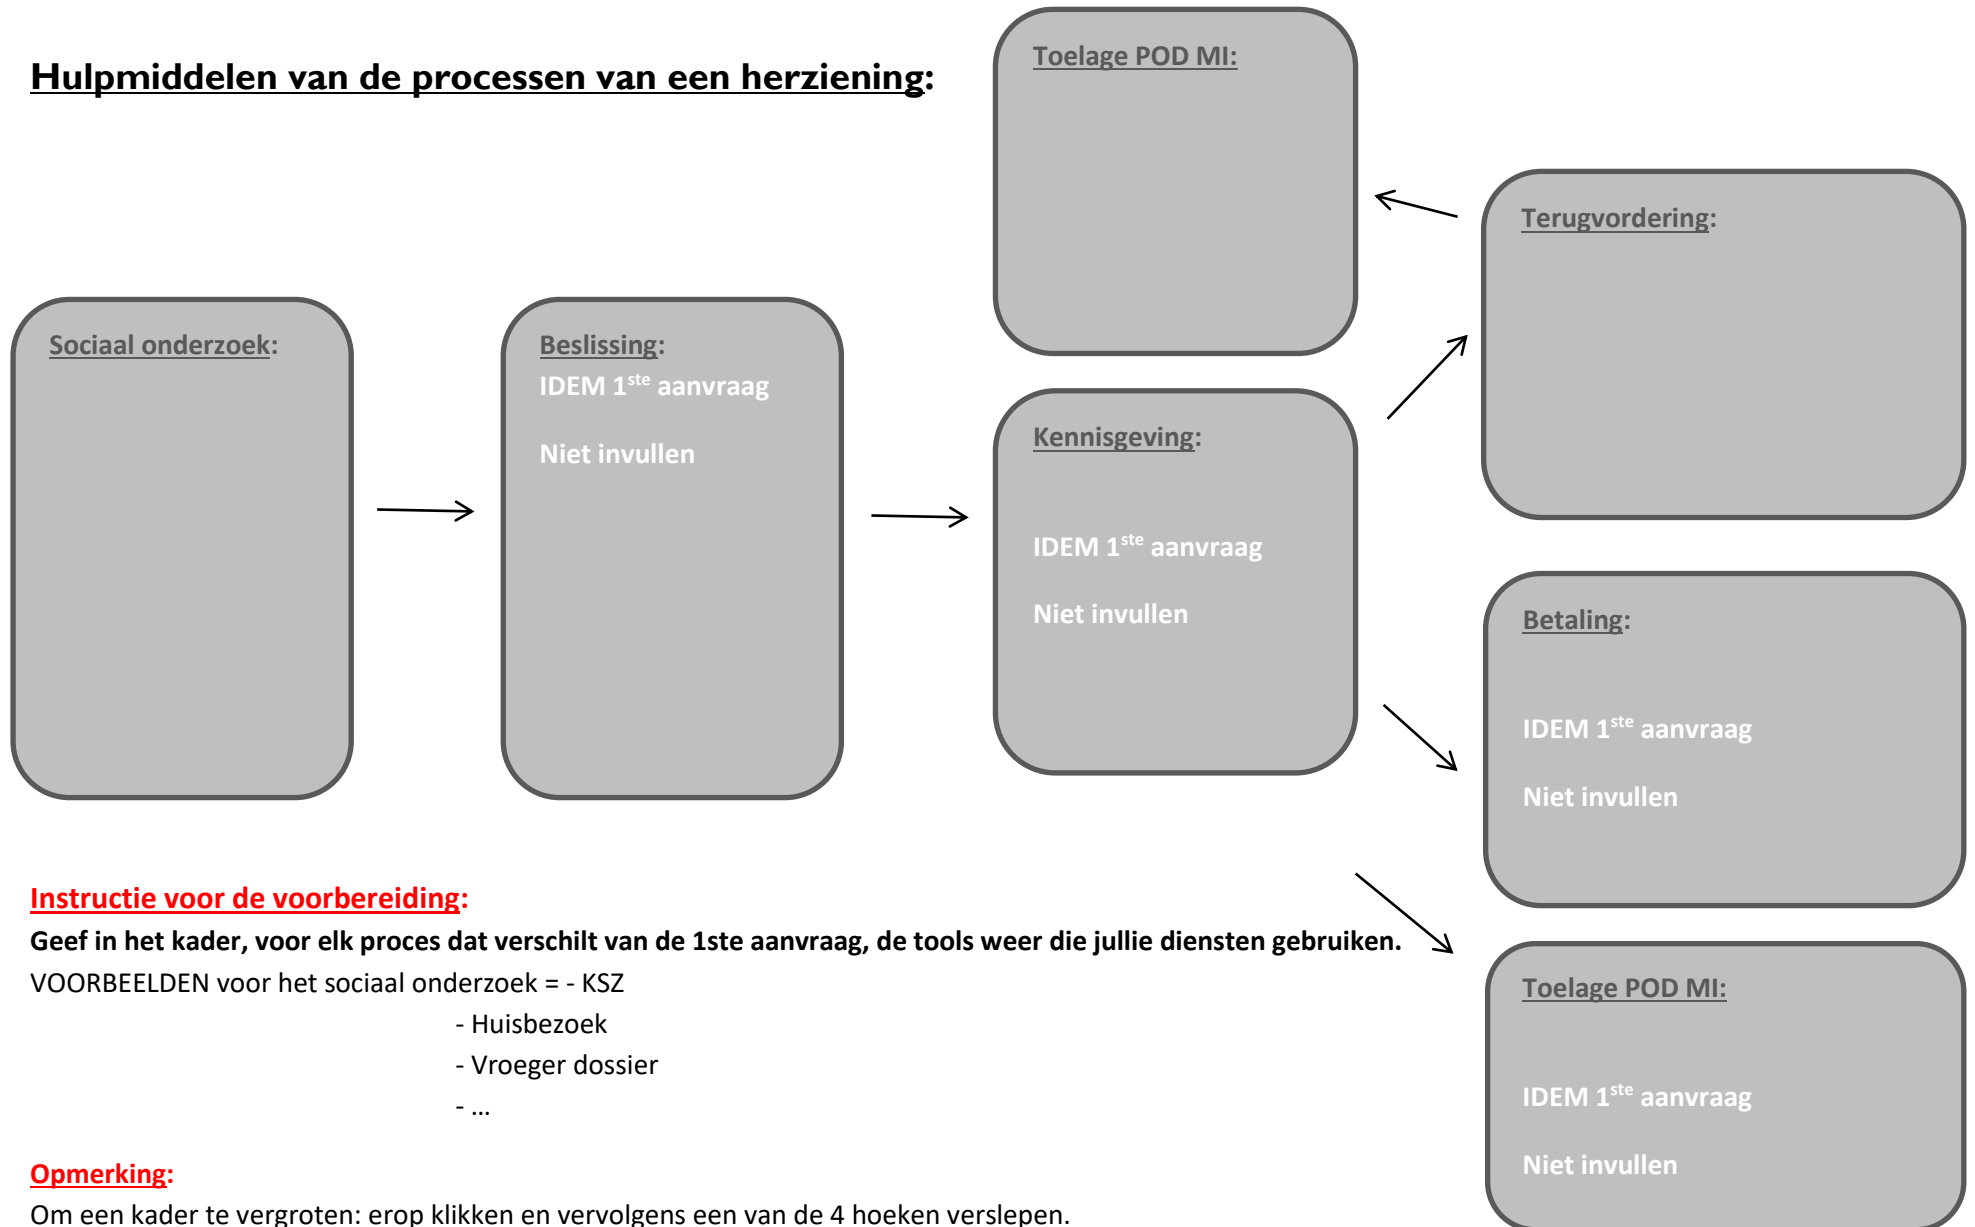 Hulpmiddelen van de processen van een herziening:
Toelage POD MI:
Terugvordering:
Sociaal onderzoek:
Beslissing:
IDEM 1ste aanvraag
Niet invullen
Kennisgeving:
IDEM 1ste aanvraag
Niet invullen
Betaling:
IDEM 1ste aanvraag
Niet invullen
Toelage POD MI:
IDEM 1ste aanvraag
Niet invullen
Instructie voor de voorbereiding:
Geef in het kader, voor elk proces dat verschilt van de 1ste aanvraag, de tools weer die jullie diensten gebruiken.
VOORBEELDEN voor het sociaal onderzoek = - KSZ
- Huisbezoek
- Vroeger dossier
- ...
Opmerking:
Om een kader te vergroten: erop klikken en vervolgens een van de 4 hoeken verslepen.